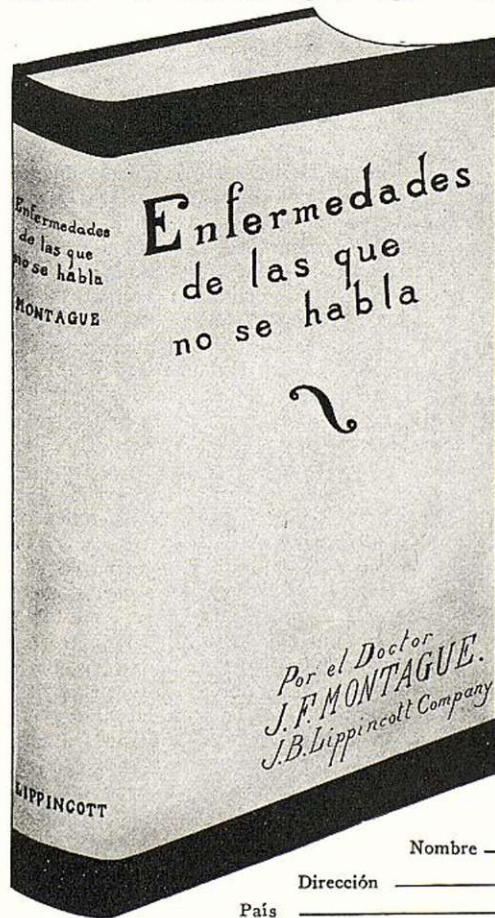 Enfermedades
de las que
no se habla
MONTAGUE
LIPPINCOTT
Enfermedades
de las que
no se habla
Por el Doctor
J. F. MONTAGUE.
J. B. Lippincott Company
Nombre
Dirección
País